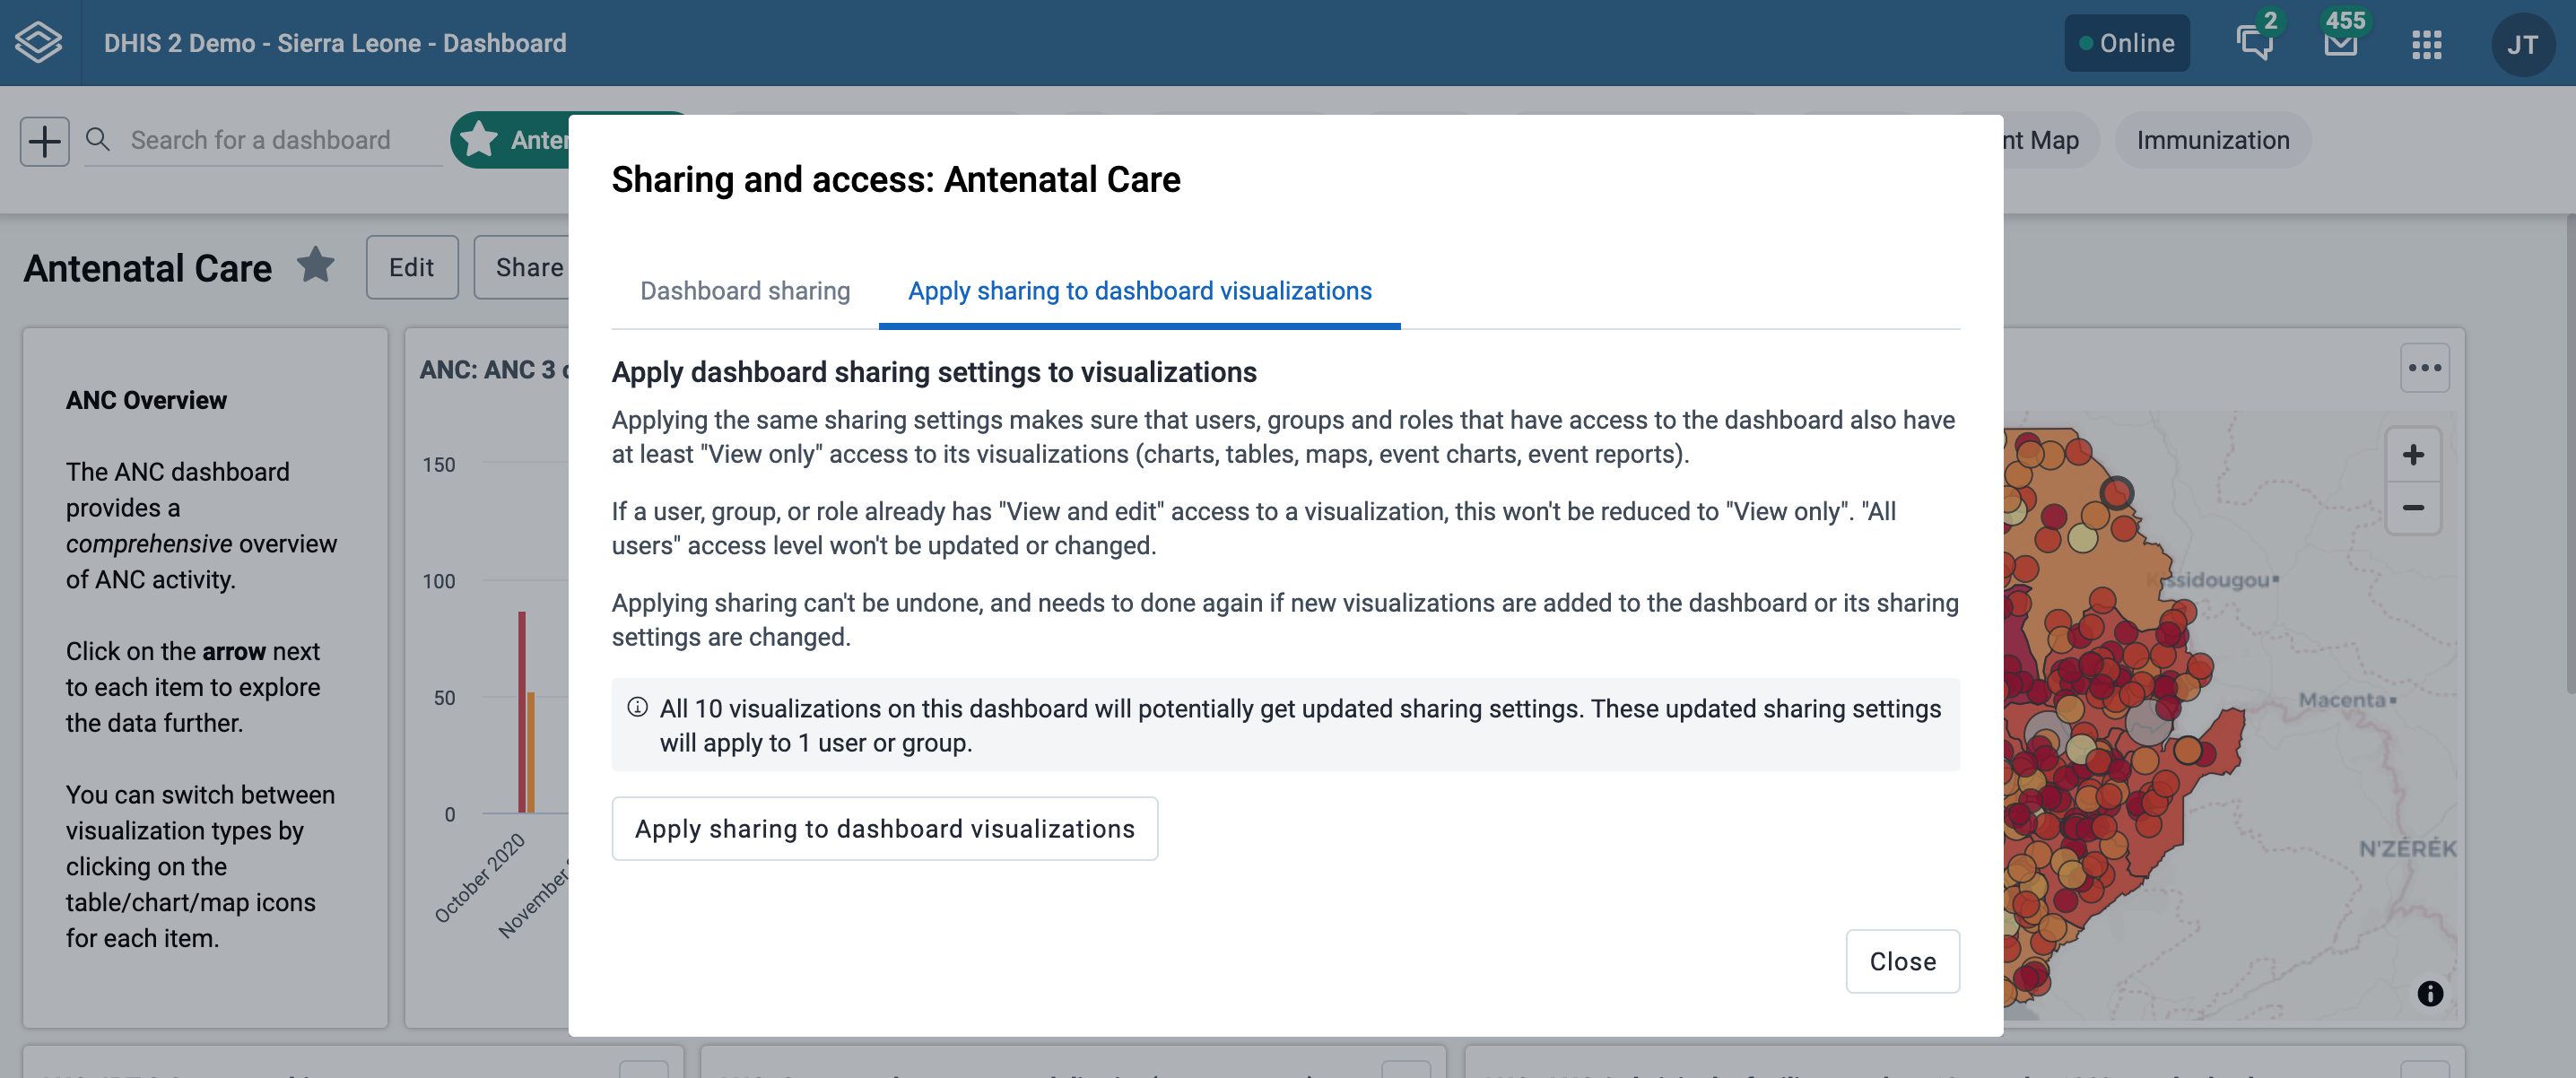 DHIS 2 Demo - Sierra Leone - Dashboard
Online
2
455
JT
Search for a dashboard
nt Map
Immunization
Sharing and access: Antenatal Care
Antenatal Care
Edit
Share
Dashboard sharing
Apply sharing to dashboard visualizations
ANC Overview
The ANC dashboard
provides a
comprehensive overview
of ANC activity.
Click on the arrow next
to each item to explore
the data further.
You can switch between
visualization types by
clicking on the
table/chart/map icons
for each item.
ANC: ANC 3
150
100
50
0
October 2020
November
Apply dashboard sharing settings to visualizations
Applying the same sharing settings makes sure that users, groups and roles that have access to the dashboard also have
at least "View only" access to its visualizations (charts, tables, maps, event charts, event reports).
If a user, group, or role already has "View and edit" access to a visualization, this won't be reduced to "View only". "All
users" access level won't be updated or changed.
Applying sharing can't be undone, and needs to done again if new visualizations are added to the dashboard or its sharing
settings are changed.
All 10 visualizations on this dashboard will potentially get updated sharing settings. These updated sharing settings
will apply to 1 user or group.
Apply sharing to dashboard visualizations
Close
Macenta
N'ZÉRÉK